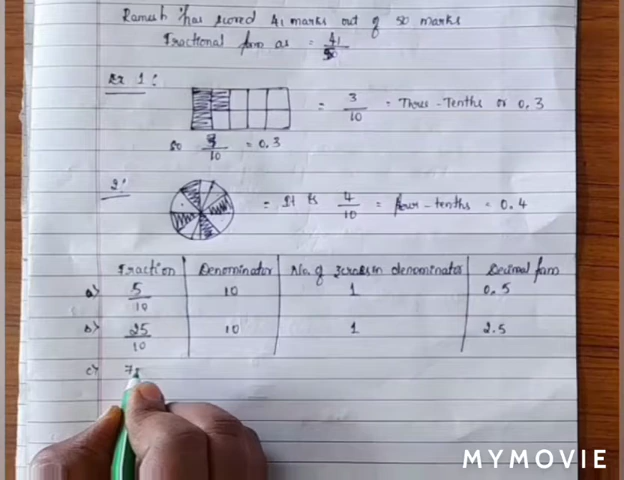 Ramesh has scored 41 marks out of 50 marks
Fractional form as = 41/50
Ex 1:
= 3/10 = Three-Tenths or 0.3
so 3/10 = 0.3
2:
= It is 4/10 = four-tenths = 0.4
Fraction Denominator No. of zeroes in denominator Decimal form
a) 5/10 10 1 0.5
b) 25/10 10 1 2.5
c) 7
MYMOVIE